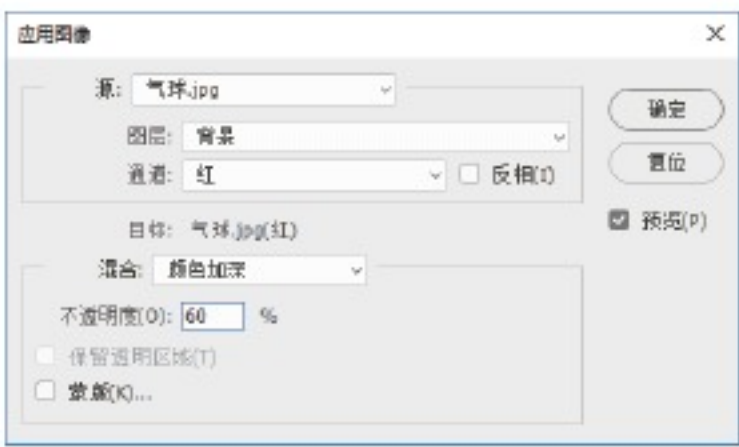 应用图像
源: 气球.jpg
图层: 背景
通道: 红 反相(I)
目标: 气球.jpg(红)
混合: 颜色加深
不透明度(O): 60 %
保留透明区域(T)
蒙版(K)...
确定
复位
预览(P)